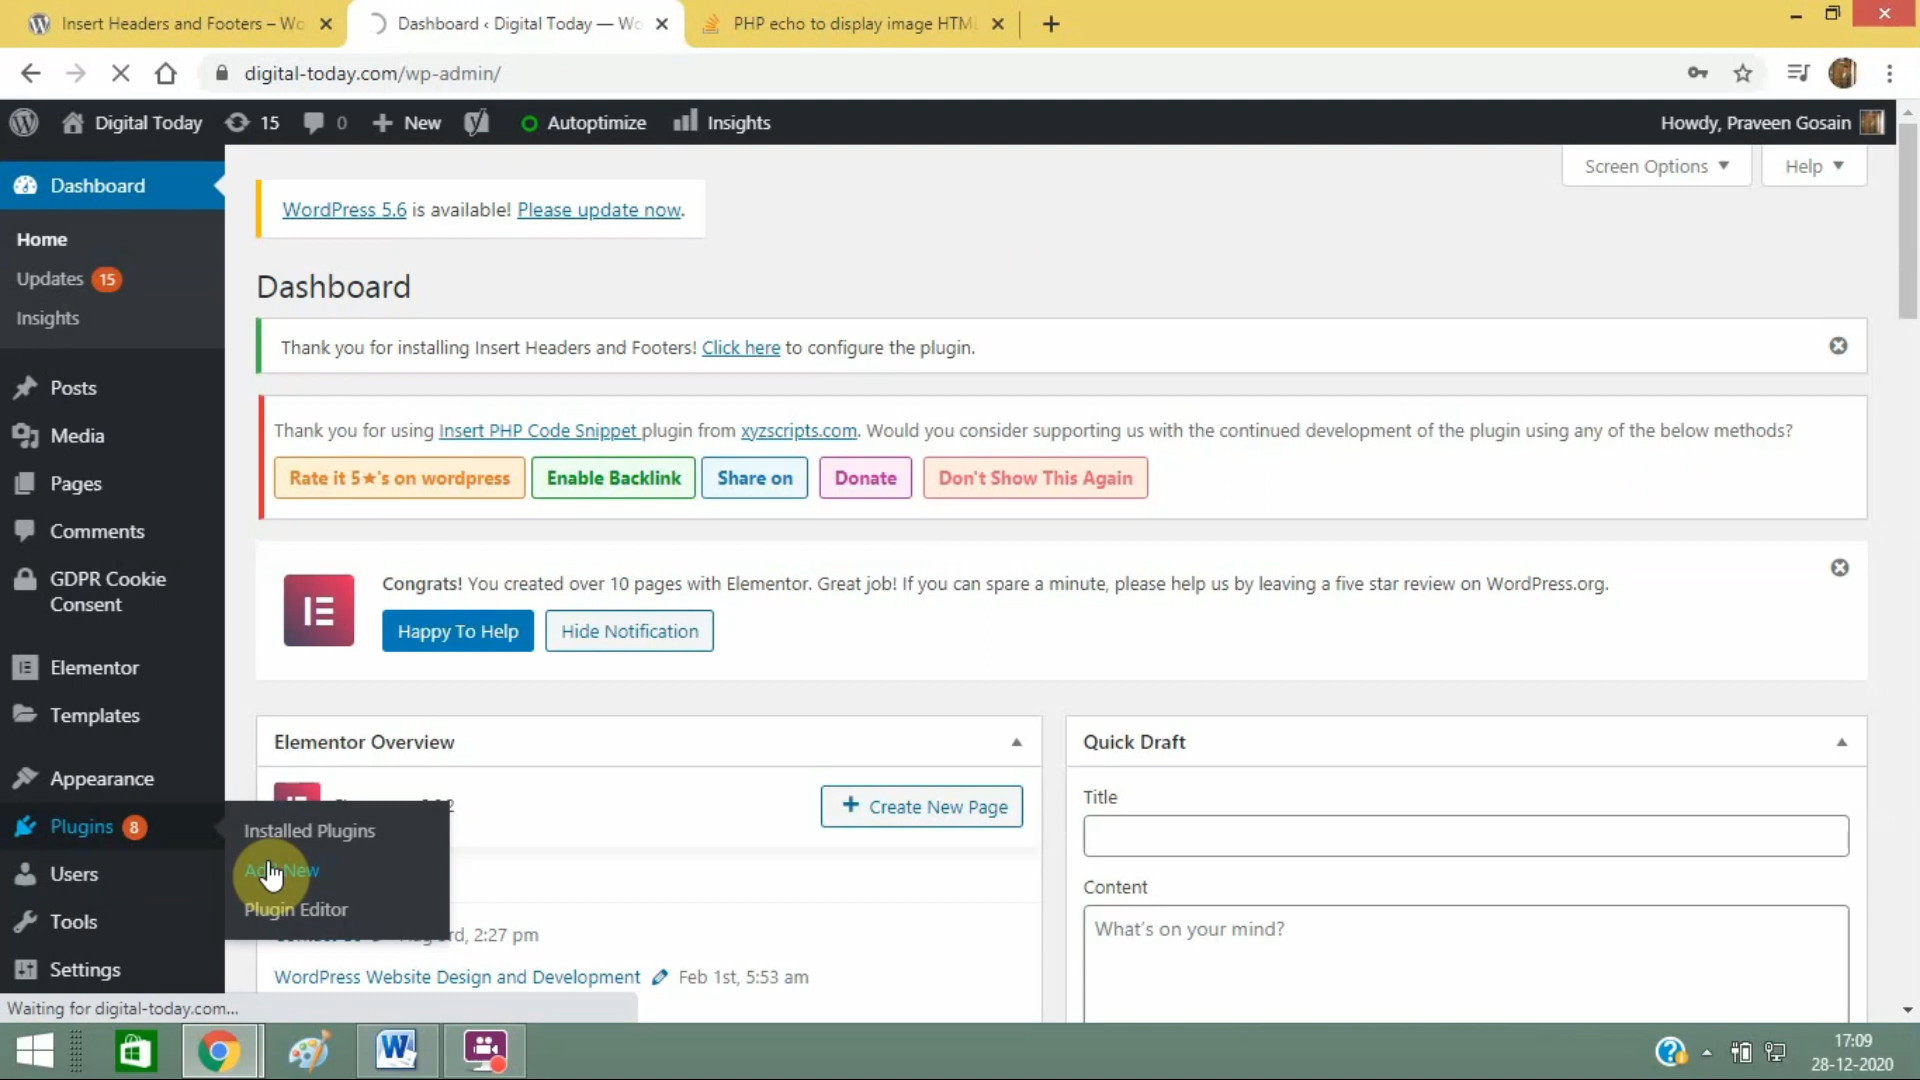 Insert Headers and Footers – Wo
Dashboard ‹ Digital Today — Wo
PHP echo to display image HTML
digital-today.com/wp-admin/
Digital Today
15
0
New
Autoptimize
Insights
Howdy, Praveen Gosain
Screen Options
Help
Dashboard
Home
Updates 15
Insights
Posts
Media
Pages
Comments
GDPR Cookie
Consent
Elementor
Templates
Appearance
Plugins 8
Users
Tools
Settings
Installed Plugins
Add New
Plugin Editor
WordPress 5.6 is available! Please update now.
Dashboard
Thank you for installing Insert Headers and Footers! Click here to configure the plugin.
Thank you for using Insert PHP Code Snippet plugin from xyzscripts.com. Would you consider supporting us with the continued development of the plugin using any of the below methods?
Rate it 5★'s on wordpress
Enable Backlink
Share on
Donate
Don't Show This Again
Congrats! You created over 10 pages with Elementor. Great job! If you can spare a minute, please help us by leaving a five star review on WordPress.org.
Happy To Help
Hide Notification
Elementor Overview
Create New Page
rd, 2:27 pm
WordPress Website Design and Development Feb 1st, 5:53 am
Quick Draft
Title
Content
What's on your mind?
Waiting for digital-today.com...
17:09
28-12-2020